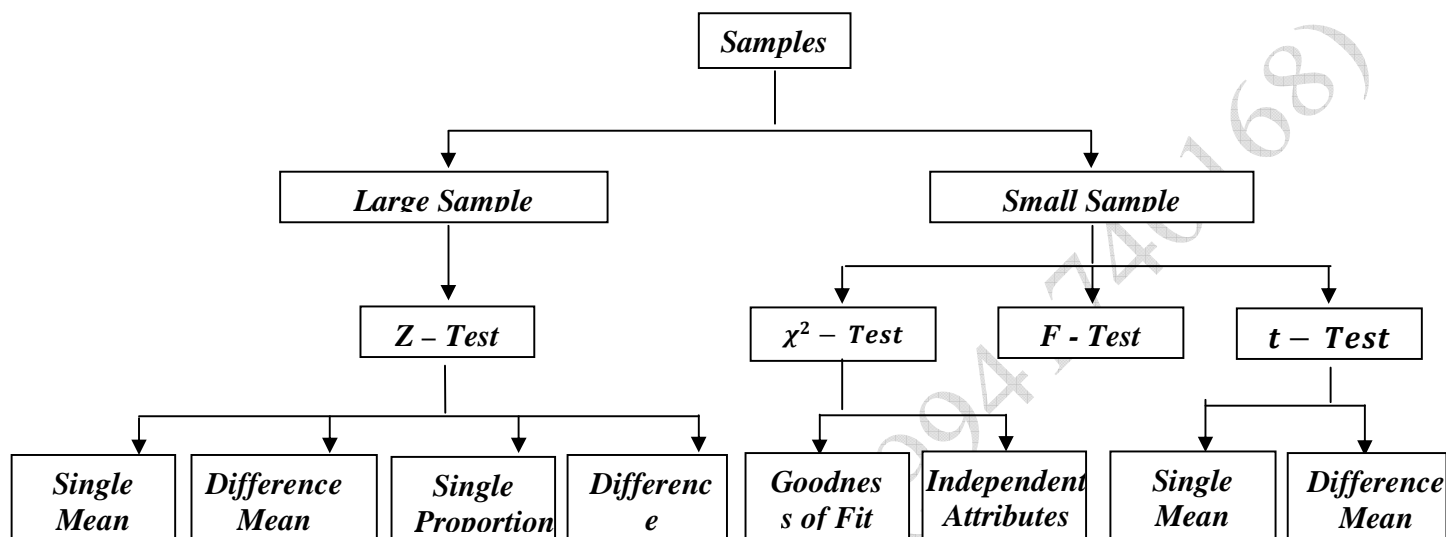 Samples
Large Sample
Small Sample
Z – Test
χ² – Test
F - Test
t – Test
Single
Mean
Difference
Mean
Single
Proportion
Differenc
e
Goodnes
s of Fit
Independent
Attributes
Single
Mean
Difference
Mean